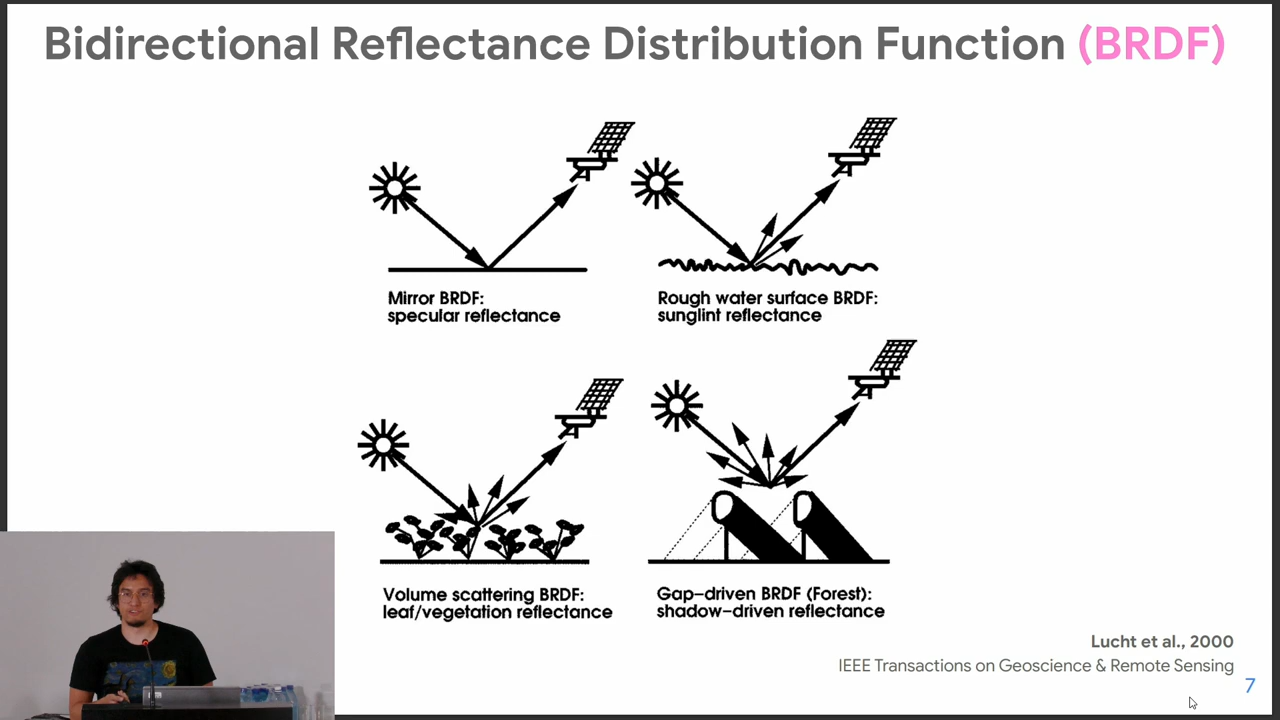 Bidirectional Reflectance Distribution Function (BRDF)
Mirror BRDF:
specular reflectance
Rough water surface BRDF:
sunglint reflectance
Volume scattering BRDF:
leaf/vegetation reflectance
Gap–driven BRDF (Forest):
shadow–driven reflectance
Lucht et al., 2000
IEEE Transactions on Geoscience & Remote Sensing
7